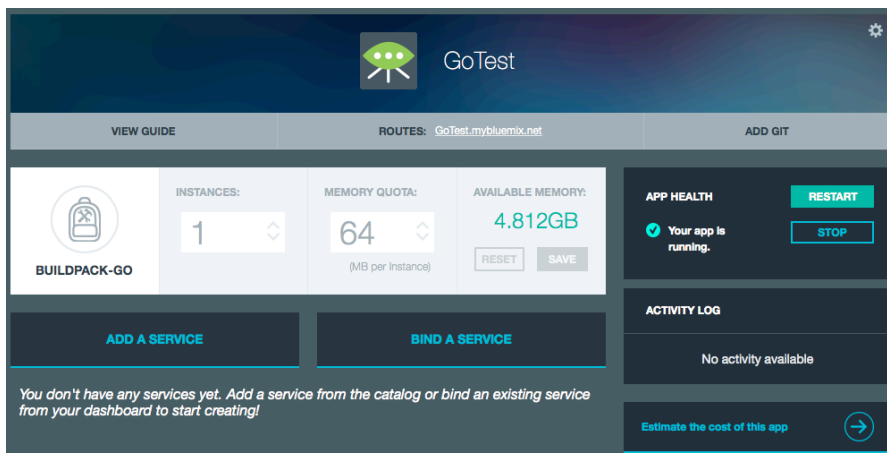 GoTest
VIEW GUIDE
ROUTES: GoTest.mybluemix.net
ADD GIT
BUILDPACK-GO
INSTANCES:
1
MEMORY QUOTA:
64
(MB per Instance)
AVAILABLE MEMORY:
4.812GB
RESET
SAVE
APP HEALTH
RESTART
Your app is
running.
STOP
ADD A SERVICE
BIND A SERVICE
You don't have any services yet. Add a service from the catalog or bind an existing service
from your dashboard to start creating!
ACTIVITY LOG
No activity available
Estimate the cost of this app